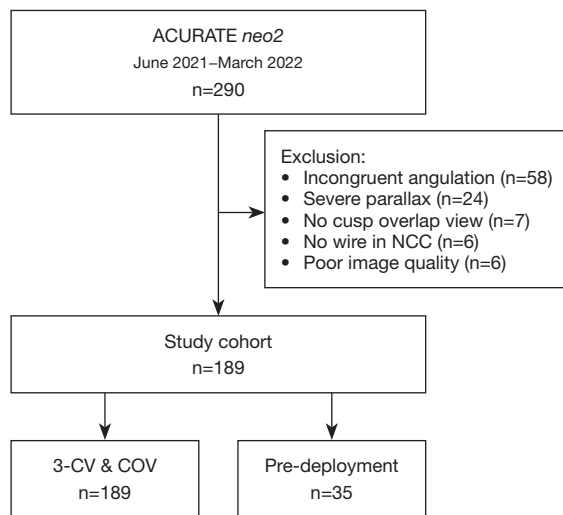 ACURATE neo2
June 2021–March 2022
n=290
Exclusion:
• Incongruent angulation (n=58)
• Severe parallax (n=24)
• No cusp overlap view (n=7)
• No wire in NCC (n=6)
• Poor image quality (n=6)
Study cohort
n=189
3-CV & COV
n=189
Pre-deployment
n=35